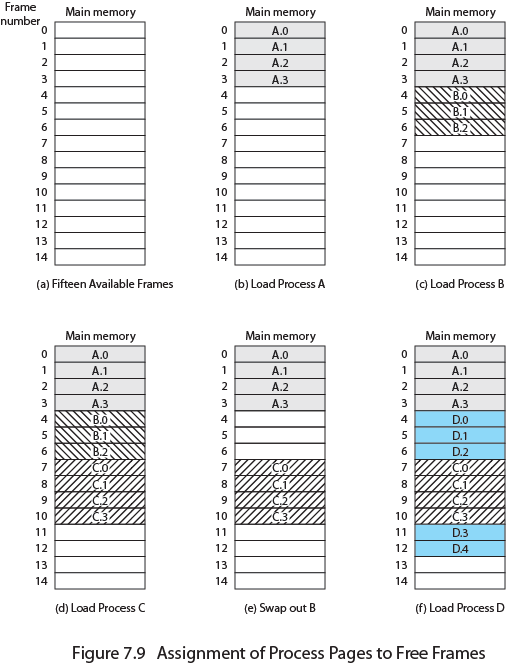 Frame
number
Main memory
0
1
2
3
4
5
6
7
8
9
10
11
12
13
14
(a) Fifteen Available Frames
Main memory
0 A.0
1 A.1
2 A.2
3 A.3
4
5
6
7
8
9
10
11
12
13
14
(b) Load Process A
Main memory
0 A.0
1 A.1
2 A.2
3 A.3
4 B.0
5 B.1
6 B.2
7
8
9
10
11
12
13
14
(c) Load Process B
Main memory
0 A.0
1 A.1
2 A.2
3 A.3
4 B.0
5 B.1
6 B.2
7 C.0
8 C.1
9 C.2
10 C.3
11
12
13
14
(d) Load Process C
Main memory
0 A.0
1 A.1
2 A.2
3 A.3
4
5
6
7 C.0
8 C.1
9 C.2
10 C.3
11
12
13
14
(e) Swap out B
Main memory
0 A.0
1 A.1
2 A.2
3 A.3
4 D.0
5 D.1
6 D.2
7 C.0
8 C.1
9 C.2
10 C.3
11 D.3
12 D.4
13
14
(f) Load Process D
Figure 7.9 Assignment of Process Pages to Free Frames